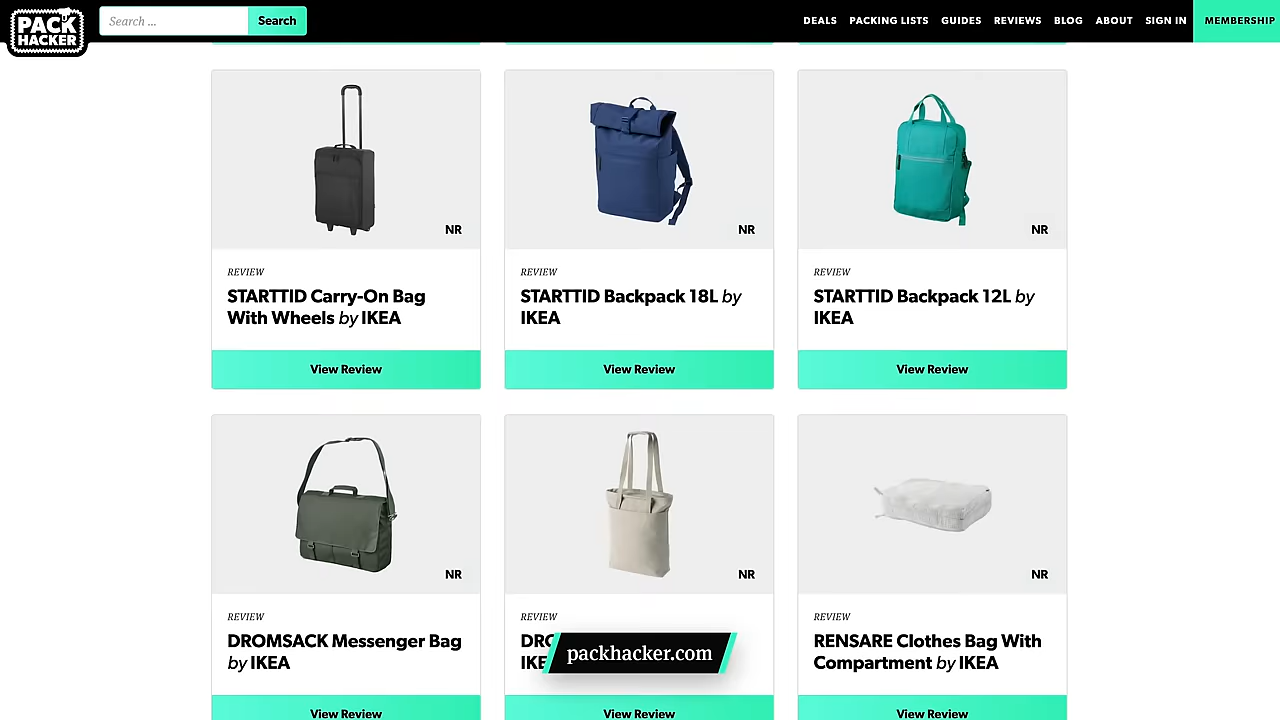 PACK
HACKER
Search ...
Search
DEALS
PACKING LISTS
GUIDES
REVIEWS
BLOG
ABOUT
SIGN IN
MEMBERSHIP
NR
NR
NR
REVIEW
STARTTID Carry-On Bag
With Wheels by IKEA
View Review
REVIEW
STARTTID Backpack 18L by
IKEA
View Review
REVIEW
STARTTID Backpack 12L by
IKEA
View Review
NR
NR
NR
REVIEW
DROMSACK Messenger Bag
by IKEA
View Review
REVIEW
packhacker.com
View Review
REVIEW
RENSARE Clothes Bag With
Compartment by IKEA
View Review